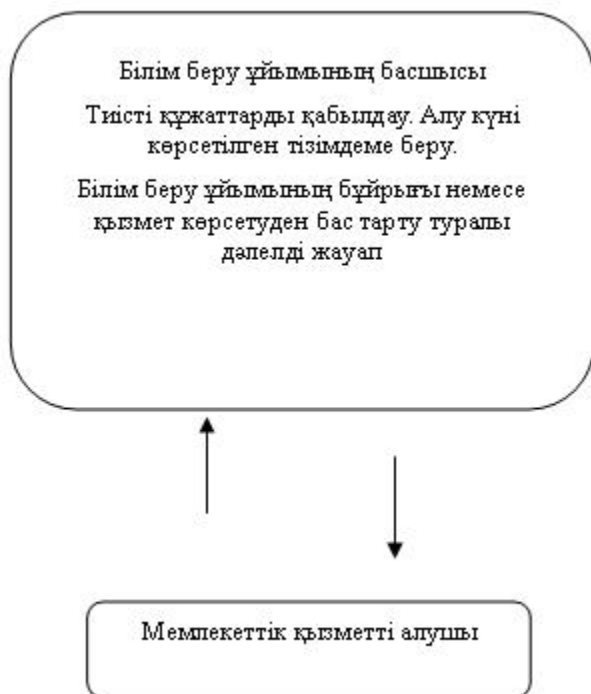 Білім беру ұйымының басшысы
Тиісті құжаттарды қабылдау. Алу күні
көрсетілген тізімдеме беру.
Білім беру ұйымының бұйрығы немесе
қызмет көрсетуден бас тарту туралы
дәлелді жауап
Мемлекеттік қызметті алушы